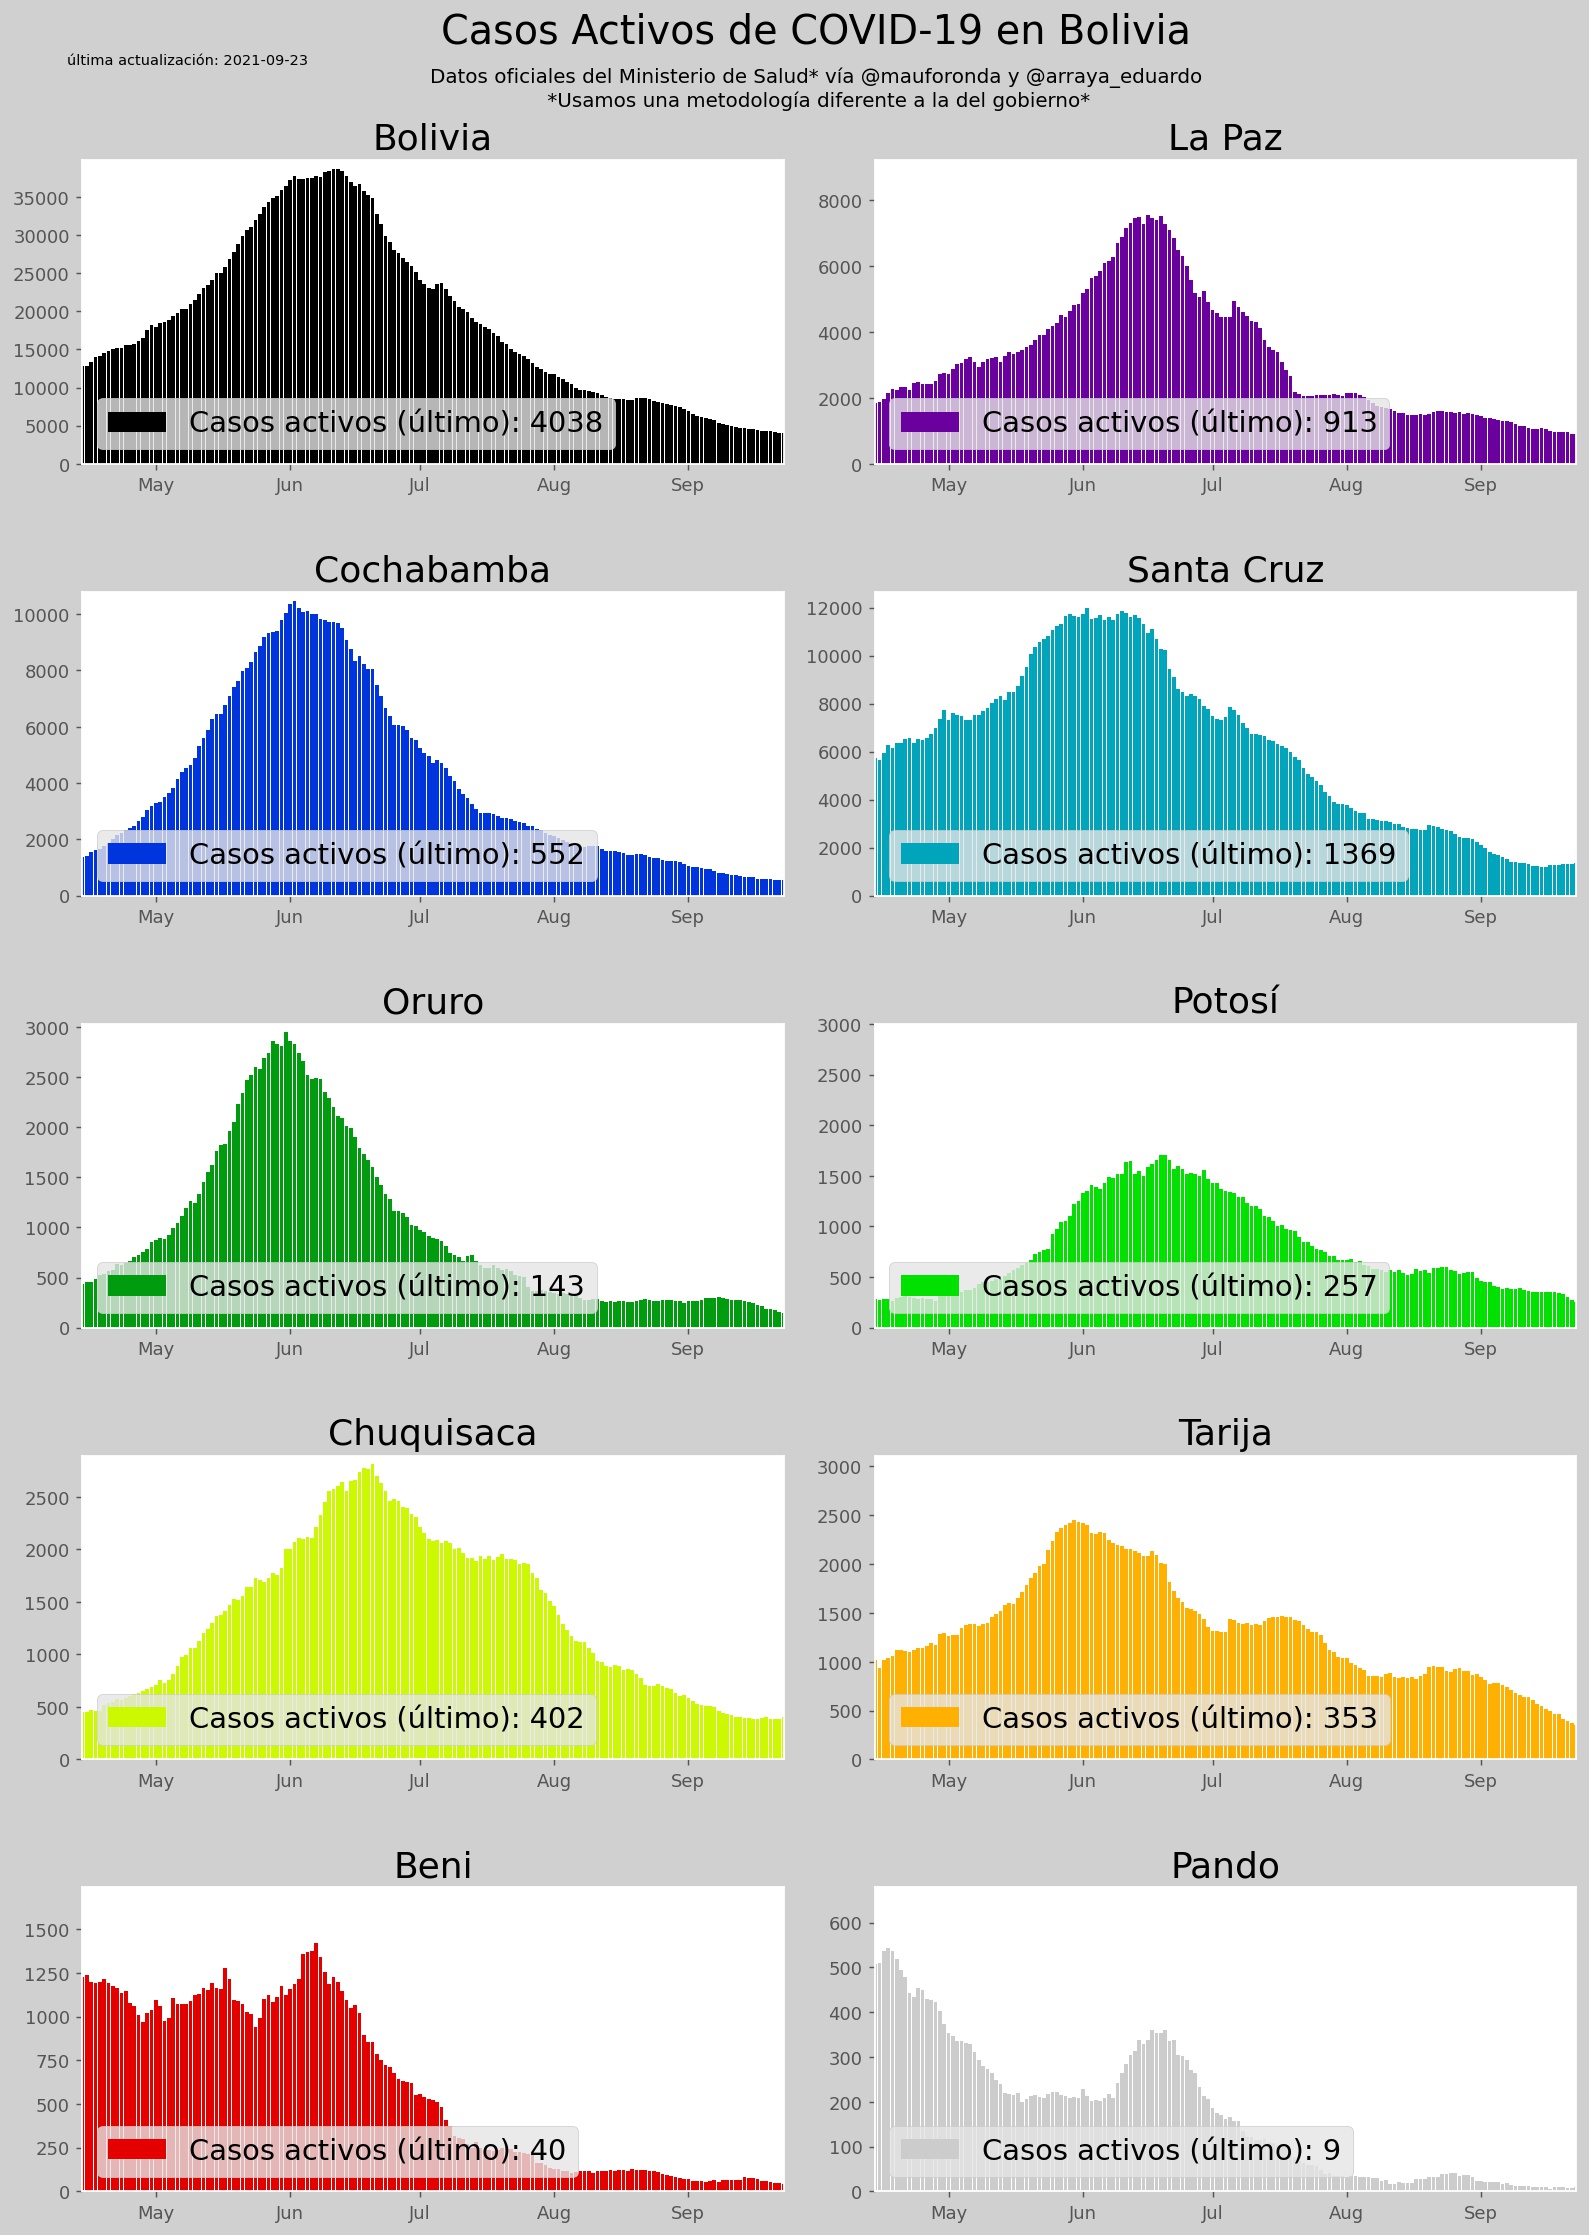 Casos Activos de COVID-19 en Bolivia
última actualización: 2021-09-23
Datos oficiales del Ministerio de Salud* vía @mauforonda y @arraya_eduardo
*Usamos una metodología diferente a la del gobierno*
Bolivia
35000
30000
25000
20000
15000
10000
5000
0
Casos activos (último): 4038
May Jun Jul Aug Sep
La Paz
8000
6000
4000
2000
0
Casos activos (último): 913
May Jun Jul Aug Sep
Cochabamba
10000
8000
6000
4000
2000
0
Casos activos (último): 552
May Jun Jul Aug Sep
Santa Cruz
12000
10000
8000
6000
4000
2000
0
Casos activos (último): 1369
May Jun Jul Aug Sep
Oruro
3000
2500
2000
1500
1000
500
0
Casos activos (último): 143
May Jun Jul Aug Sep
Potosí
3000
2500
2000
1500
1000
500
0
Casos activos (último): 257
May Jun Jul Aug Sep
Chuquisaca
2500
2000
1500
1000
500
0
Casos activos (último): 402
May Jun Jul Aug Sep
Tarija
3000
2500
2000
1500
1000
500
0
Casos activos (último): 353
May Jun Jul Aug Sep
Beni
1500
1250
1000
750
500
250
0
Casos activos (último): 40
May Jun Jul Aug Sep
Pando
600
500
400
300
200
100
0
Casos activos (último): 9
May Jun Jul Aug Sep